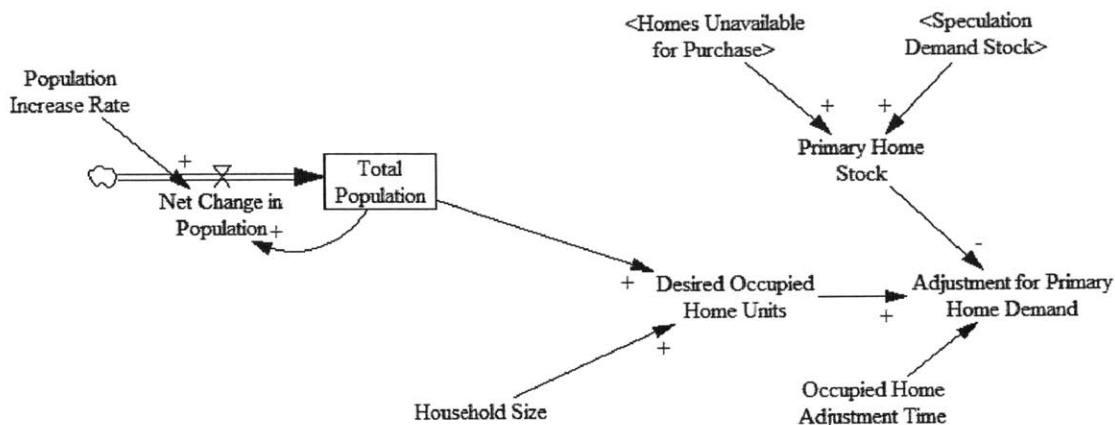 <Homes Unavailable
for Purchase>
<Speculation
Demand Stock>
Population
Increase Rate
+
+
+
Primary Home
Stock
Total
Population
Net Change in
Population
+
-
+
Desired Occupied
Home Units
+
Adjustment for Primary
Home Demand
+
Household Size
Occupied Home
Adjustment Time